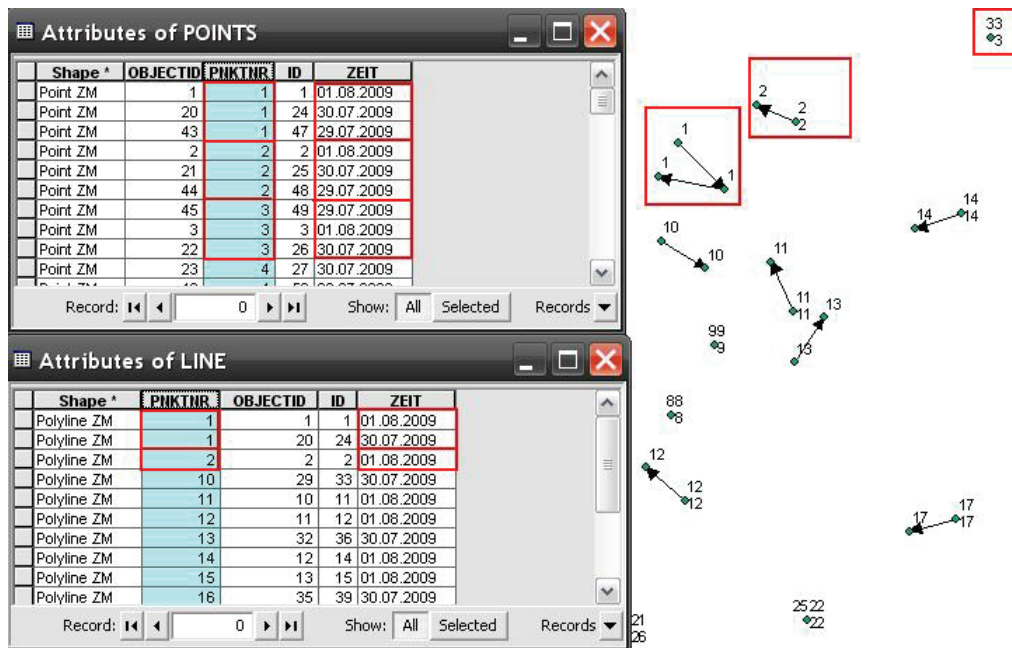 Attributes of POINTS
Shape * OBJECTID PNKTNR ID ZEIT
Point ZM 1 1 1 01.08.2009
Point ZM 20 1 24 30.07.2009
Point ZM 43 1 47 29.07.2009
Point ZM 2 2 2 01.08.2009
Point ZM 21 2 25 30.07.2009
Point ZM 44 2 48 29.07.2009
Point ZM 45 3 49 29.07.2009
Point ZM 3 3 3 01.08.2009
Point ZM 22 3 26 30.07.2009
Point ZM 23 4 27 30.07.2009
Record: 0 Show: All Selected Records
Attributes of LINE
Shape * PNKTNR OBJECTID ID ZEIT
Polyline ZM 1 1 1 01.08.2009
Polyline ZM 1 20 24 30.07.2009
Polyline ZM 2 2 2 01.08.2009
Polyline ZM 10 29 33 30.07.2009
Polyline ZM 11 10 11 01.08.2009
Polyline ZM 12 11 12 01.08.2009
Polyline ZM 13 32 36 30.07.2009
Polyline ZM 14 12 14 01.08.2009
Polyline ZM 15 13 15 01.08.2009
Polyline ZM 16 35 39 30.07.2009
Record: 0 Show: All Selected Records
33
3
2
2
2
1
1
1
14
14
14
10
10
11
11
11
13
13
99
9
88
8
12
12
12
17
17
17
25 22
22
21
26